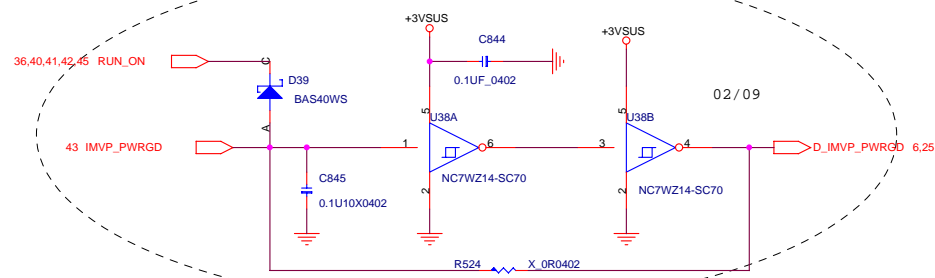 +3VSUS
+3VSUS
C844
36,40,41,42,45 RUN_ON
C
0.1UF_0402
D39
BAS40WS
02/09
5
U38A
5
U38B
A
43 IMVP_PWRGD
1
6
3
4
D_IMVP_PWRGD 6,25
C845
2
NC7WZ14-SC70
2
NC7WZ14-SC70
0.1U10X0402
R524
X_0R0402